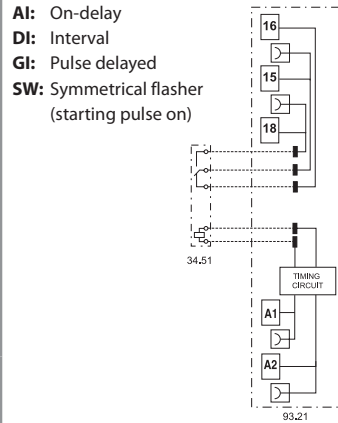 AI: On-delay
DI: Interval
GI: Pulse delayed
SW: Symmetrical flasher
(starting pulse on)
16
15
18
34.51
TIMING
CIRCUIT
A1
A2
93.21